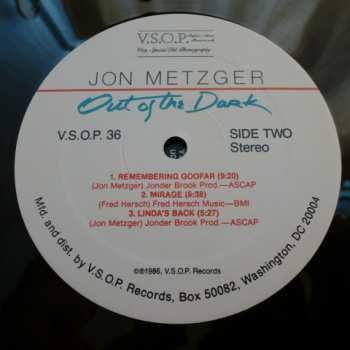 V.S.O.P.
Very Special Old Phonography
JON METZGER
Out of the Dark
V.S.O.P. 36
SIDE TWO
Stereo
1. REMEMBERING GOOFAR (9:20)
(Jon Metzger) Jonder Brook Prod.—ASCAP
2. MIRAGE (6:38)
(Fred Hersch) Fred Hersch Music—BMI
3. LINDA'S BACK (5:27)
(Jon Metzger) Jonder Brook Prod.—ASCAP
℗©1986, V.S.O.P. Records
Mfd. and dist. by V.S.O.P. Records, Box 50082, Washington, DC 20004